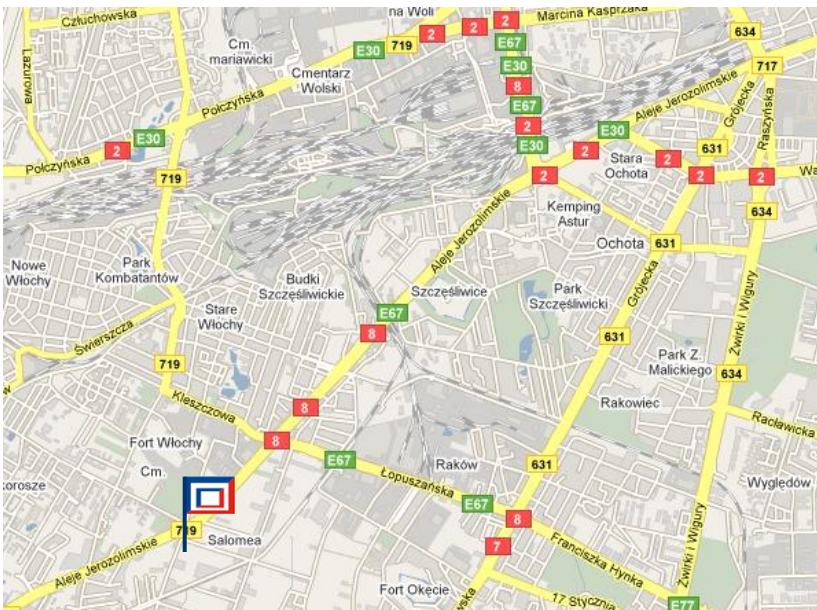 Człuchowska
na Woli
Marcina Kasprzaka
2
2
2
634
E67
719
E30
Cm.
mariawicki
Lazurowa
Cmentarz
Wolski
E30
8
717
Połczyńska
E67
Aleje Jerozolimskie
Grójecka
Raszyńska
2
E30
E30
2
E30
2
631
Połczyńska
Stara
Ochota
2
719
2
2
2
Kemping
Astur
634
Ochota
631
Nowe
Włochy
Park
Kombatantów
Budki
Szczęśliwickie
Aleje Jerozolimskie
Szczęśliwice
Park
Szczęśliwicki
Grójecka
Żwirki i Wigury
Stare
Włochy
E67
8
631
Świerszcza
719
Park Z.
Małickiego
634
Kleszczowa
8
Rakowiec
Racławicka
Fort Włochy
8
E67
Raków
631
Cm.
Łopuszańska
Wyględów
E67
8
719
Salomea
7
Franciszka Hynka
Żwirki i Wigury
Aleje Jerozolimskie
Fort Okęcie
17 Stycznia
E77